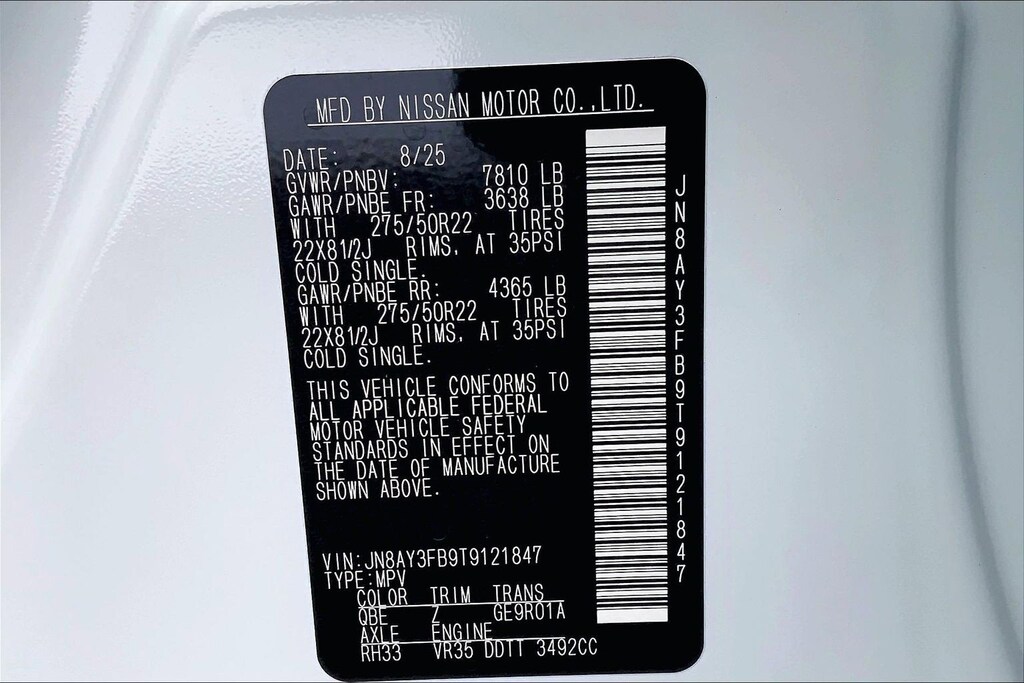 MFD BY NISSAN MOTOR CO.,LTD.
DATE: 8/25
GVWR/PNBV: 7810 LB
GAWR/PNBE FR: 3638 LB
WITH 275/50R22 TIRES
22X81/2J RIMS, AT 35PSI
COLD SINGLE.
GAWR/PNBE RR: 4365 LB
WITH 275/50R22 TIRES
22X81/2J RIMS, AT 35PSI
COLD SINGLE.
THIS VEHICLE CONFORMS TO
ALL APPLICABLE FEDERAL
MOTOR VEHICLE SAFETY
STANDARDS IN EFFECT ON
THE DATE OF MANUFACTURE
SHOWN ABOVE.
VIN:JN8AY3FB9T9121847
TYPE:MPV
COLOR TRIM TRANS
QBE Z GE9R01A
AXLE ENGINE
RH33 VR35 DDTT 3492CC
JN8AY3FB9T9121847